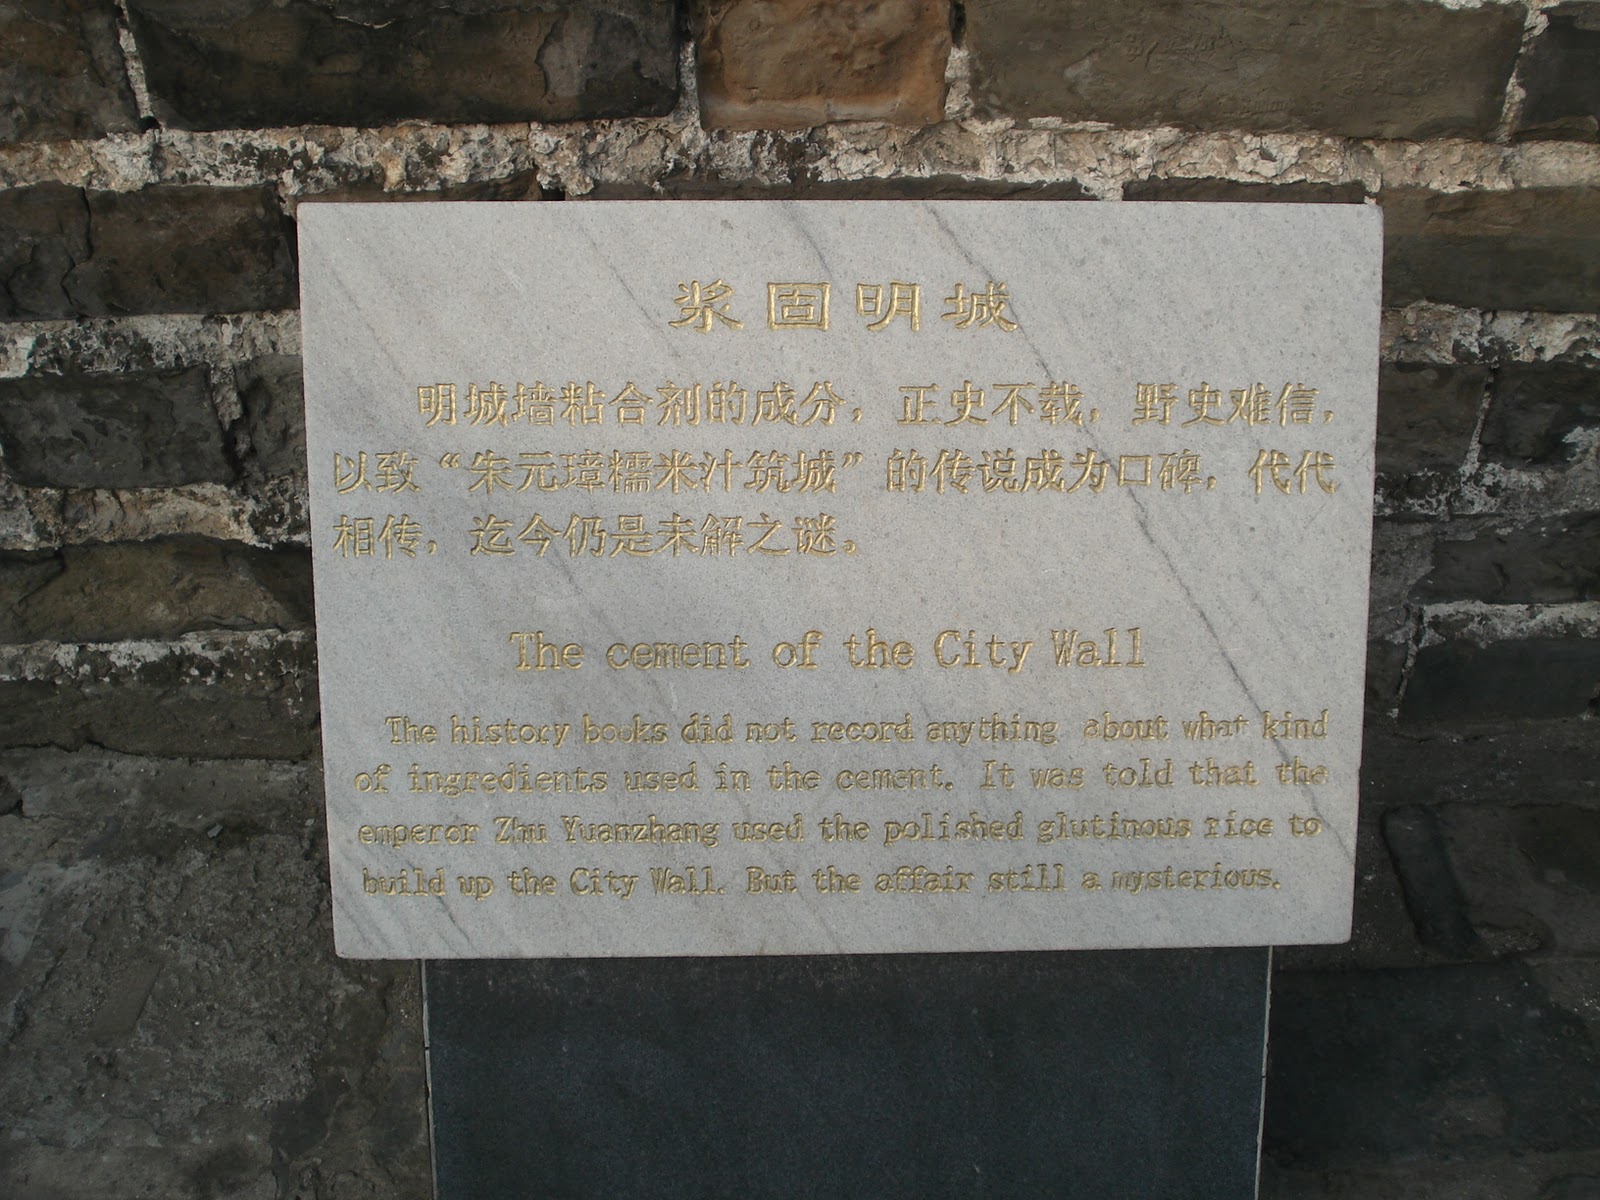 浆固明城
明城墙粘合剂的成分，正史不载，野史难信，
以致“朱元璋糯米汁筑城”的传说成为口碑，代代
相传，迄今仍是未解之谜。
The cement of the City Wall
The history books did not record anything about what kind
of ingredients used in the cement. It was told that the
emperor Zhu Yuanzhang used the polished glutinous rice to
build up the City Wall. But the affair still a mysterious.